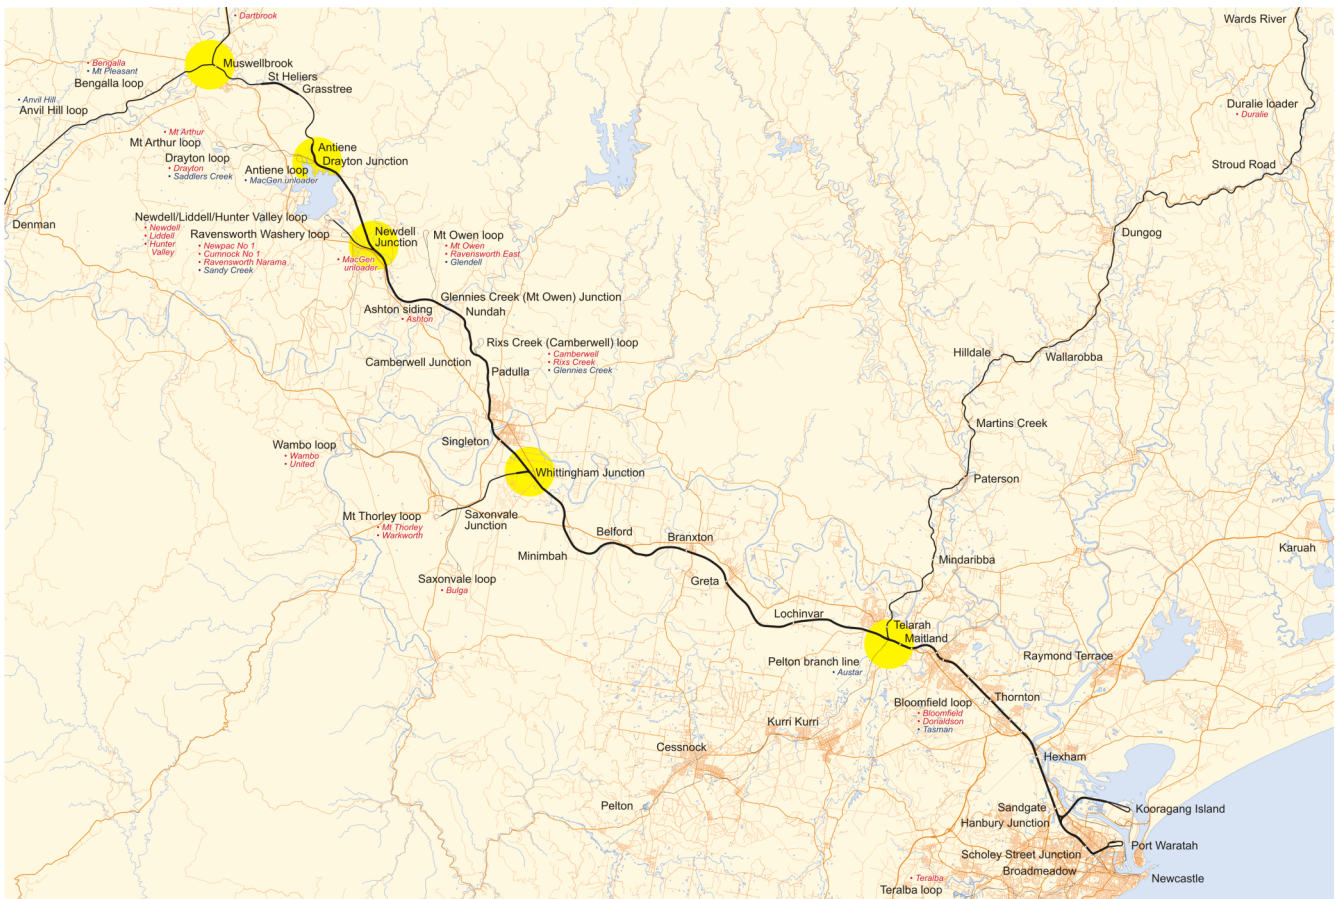 • Dartbrook
Wards River
Muswellbrook
• Bengalla
• Mt Pleasant
Bengalla loop
St Heliers
Grasstree
• Anvil Hill
Anvil Hill loop
Duralie loader
• Duralie
• Mt Arthur
Mt Arthur loop
Antiene
Drayton Junction
Drayton loop
• Drayton
• Saddlers Creek
Antiene loop
• MacGen unloader
Stroud Road
Denman
Newdell/Liddell/Hunter Valley loop
• Newdell
• Liddell
• Hunter
Valley
Ravensworth Washery loop
• Newpac No 1
• Cumnock No 1
• Ravensworth Narama
• Sandy Creek
Newdell
Junction
• MacGen
unloader
Mt Owen loop
• Mt Owen
• Ravensworth East
• Glendell
Dungog
Glennies Creek (Mt Owen) Junction
Ashton siding
• Ashton
Nundah
Rixs Creek (Camberwell) loop
• Camberwell
• Rixs Creek
• Glennies Creek
Camberwell Junction
Padulla
Hilldale
Wallarobba
Martins Creek
Singleton
Wambo loop
• Wambo
• United
Whittingham Junction
Paterson
Mt Thorley loop
• Mt Thorley
• Warkworth
Saxonvale
Junction
Belford
Branxton
Minimbah
Karuah
Mindaribba
Saxonvale loop
• Bulga
Greta
Lochinvar
Telarah
Maitland
Pelton branch line
• Austar
Raymond Terrace
Bloomfield loop
• Bloomfield
• Donaldson
• Tasman
Thornton
Kurri Kurri
Cessnock
Hexham
Pelton
Sandgate
Kooragang Island
Hanbury Junction
Port Waratah
Scholey Street Junction
Broadmeadow
Newcastle
• Teralba
Teralba loop